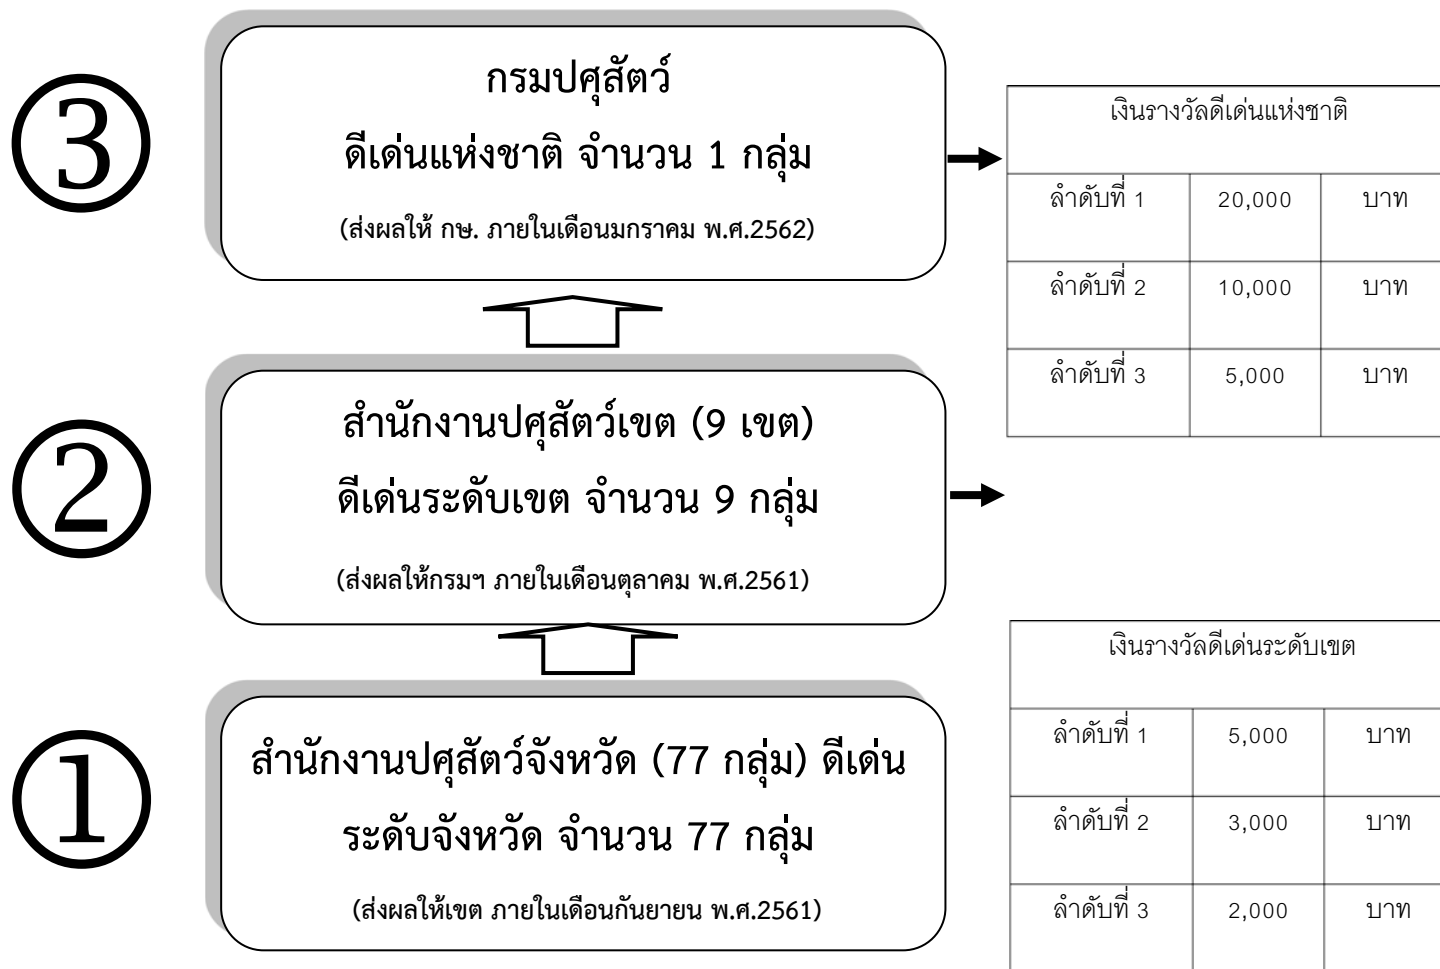 ③
กรมปศุสัตว์
ดีเด่นแห่งชาติ จำนวน 1 กลุ่ม
(ส่งผลให้ กษ. ภายในเดือนมกราคม พ.ศ.2562)
เงินรางวัลดีเด่นแห่งชาติ
ลำดับที่ 1 20,000 บาท
ลำดับที่ 2 10,000 บาท
ลำดับที่ 3 5,000 บาท
②
สำนักงานปศุสัตว์เขต (9 เขต)
ดีเด่นระดับเขต จำนวน 9 กลุ่ม
(ส่งผลให้กรมฯ ภายในเดือนตุลาคม พ.ศ.2561)
①
สำนักงานปศุสัตว์จังหวัด (77 กลุ่ม) ดีเด่น
ระดับจังหวัด จำนวน 77 กลุ่ม
(ส่งผลให้เขต ภายในเดือนกันยายน พ.ศ.2561)
เงินรางวัลดีเด่นระดับเขต
ลำดับที่ 1 5,000 บาท
ลำดับที่ 2 3,000 บาท
ลำดับที่ 3 2,000 บาท